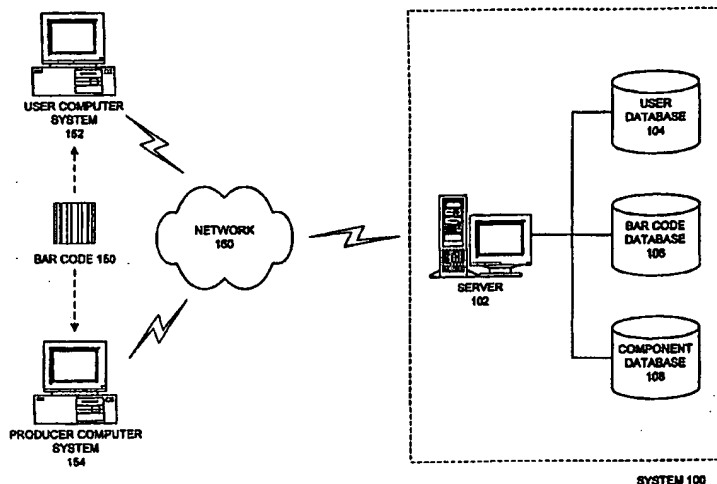 USER COMPUTER
SYSTEM
152
BAR CODE 150
PRODUCER COMPUTER
SYSTEM
154
NETWORK
160
SERVER
102
USER
DATABASE
104
BAR CODE
DATABASE
106
COMPONENT
DATABASE
108
SYSTEM 100